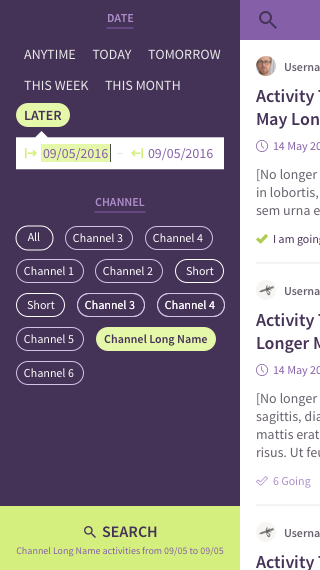 DATE
ANYTIME TODAY TOMORROW
THIS WEEK THIS MONTH
LATER
09/05/2016 – 09/05/2016
CHANNEL
All Channel 3 Channel 4
Channel 1 Channel 2 Short
Short Channel 3 Channel 4
Channel 5 Channel Long Name
Channel 6
SEARCH
Channel Long Name activities from 09/05 to 09/05
Userna
Activity T
May Lon
14 May 20
[No longer
in lobortis,
sem urna e
I am going
Userna
Activity T
Longer M
14 May 20
[No longer
sagittis, dia
mattis erat
risus. Ut feu
6 Going
Userna
Activity T